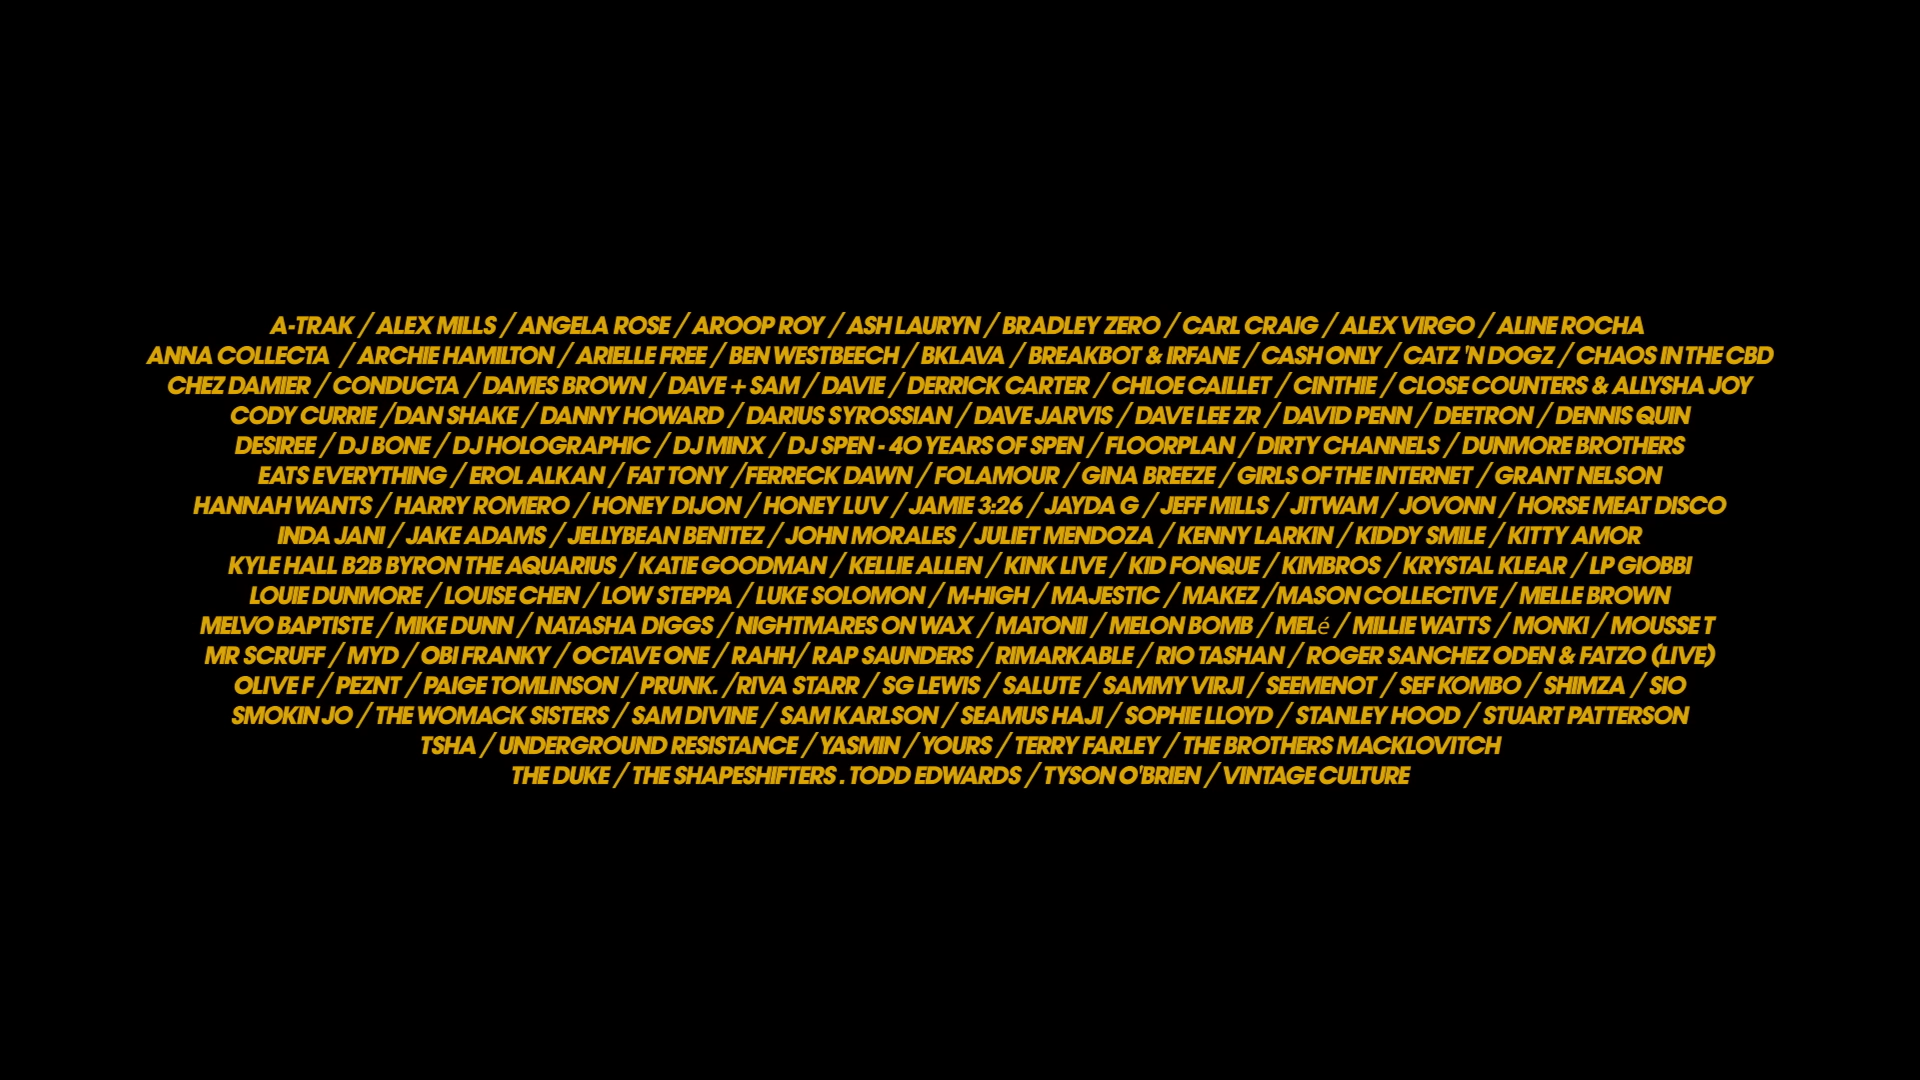 A-TRAK / ALEX MILLS / ANGELA ROSE / AROOP ROY / ASH LAURYN / BRADLEY ZERO / CARL CRAIG / ALEX VIRGO / ALINE ROCHA
ANNA COLLECTA / ARCHIE HAMILTON / ARIELLE FREE / BEN WESTBEECH / BKLAVA / BREAKBOT & IRFANE / CASH ONLY / CATZ 'N DOGZ / CHAOS IN THE CBD
CHEZ DAMIER / CONDUCTA / DAMES BROWN / DAVE + SAM / DAVIE / DERRICK CARTER / CHLOE CAILLET / CINTHIE / CLOSE COUNTERS & ALLYSHA JOY
CODY CURRIE /DAN SHAKE / DANNY HOWARD / DARIUS SYROSSIAN / DAVE JARVIS / DAVE LEE ZR / DAVID PENN / DEETRON / DENNIS QUIN
DESIREE / DJ BONE / DJ HOLOGRAPHIC / DJ MINX / DJ SPEN - 40 YEARS OF SPEN / FLOORPLAN / DIRTY CHANNELS / DUNMORE BROTHERS
EATS EVERYTHING / EROL ALKAN / FAT TONY /FERRECK DAWN / FOLAMOUR / GINA BREEZE / GIRLS OF THE INTERNET / GRANT NELSON
HANNAH WANTS / HARRY ROMERO / HONEY DIJON / HONEY LUV / JAMIE 3:26 / JAYDA G / JEFF MILLS / JITWAM / JOVONN / HORSE MEAT DISCO
INDA JANI / JAKE ADAMS / JELLYBEAN BENITEZ / JOHN MORALES /JULIET MENDOZA / KENNY LARKIN / KIDDY SMILE / KITTY AMOR
KYLE HALL B2B BYRON THE AQUARIUS / KATIE GOODMAN / KELLIE ALLEN / KINK LIVE / KID FONQUE / KIMBROS / KRYSTAL KLEAR / LP GIOBBI
LOUIE DUNMORE / LOUISE CHEN / LOW STEPPA / LUKE SOLOMON / M-HIGH / MAJESTIC / MAKEZ /MASON COLLECTIVE / MELLE BROWN
MELVO BAPTISTE / MIKE DUNN / NATASHA DIGGS / NIGHTMARES ON WAX / MATONII / MELON BOMB / MELé / MILLIE WATTS / MONKI / MOUSSE T
MR SCRUFF / MYD / OBI FRANKY / OCTAVE ONE / RAHH/ RAP SAUNDERS / RIMARKABLE / RIO TASHAN / ROGER SANCHEZ ODEN & FATZO (LIVE)
OLIVE F / PEZNT / PAIGE TOMLINSON / PRUNK. /RIVA STARR / SG LEWIS / SALUTE / SAMMY VIRJI / SEEMENOT / SEF KOMBO / SHIMZA / SIO
SMOKIN JO / THE WOMACK SISTERS / SAM DIVINE / SAM KARLSON / SEAMUS HAJI / SOPHIE LLOYD / STANLEY HOOD / STUART PATTERSON
TSHA / UNDERGROUND RESISTANCE / YASMIN / YOURS / TERRY FARLEY / THE BROTHERS MACKLOVITCH
THE DUKE / THE SHAPESHIFTERS . TODD EDWARDS / TYSON O'BRIEN / VINTAGE CULTURE